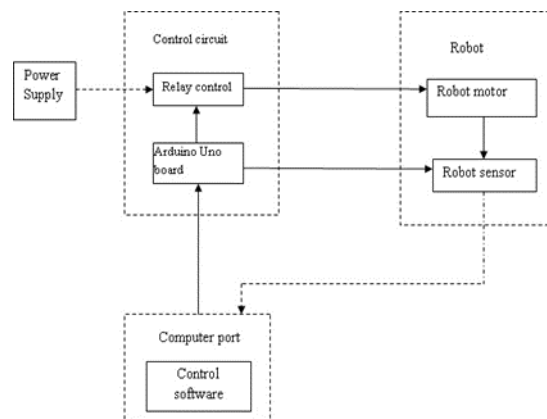 Control circuit
Robot
Power
Supply
Relay control
Robot motor
Arduino Uno
board
Robot sensor
Computer port
Control
software